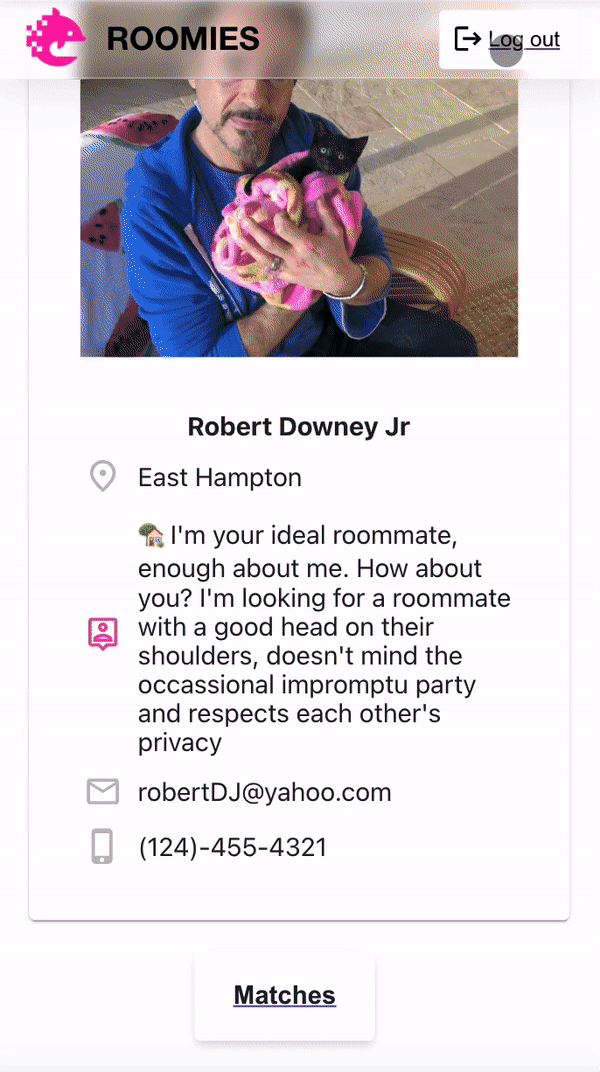 ROOMIES
Log out
Robert Downey Jr
East Hampton
🏡 I'm your ideal roommate,
enough about me. How about
you? I'm looking for a roommate
with a good head on their
shoulders, doesn't mind the
occassional impromptu party
and respects each other's
privacy
robertDJ@yahoo.com
(124)-455-4321
Matches